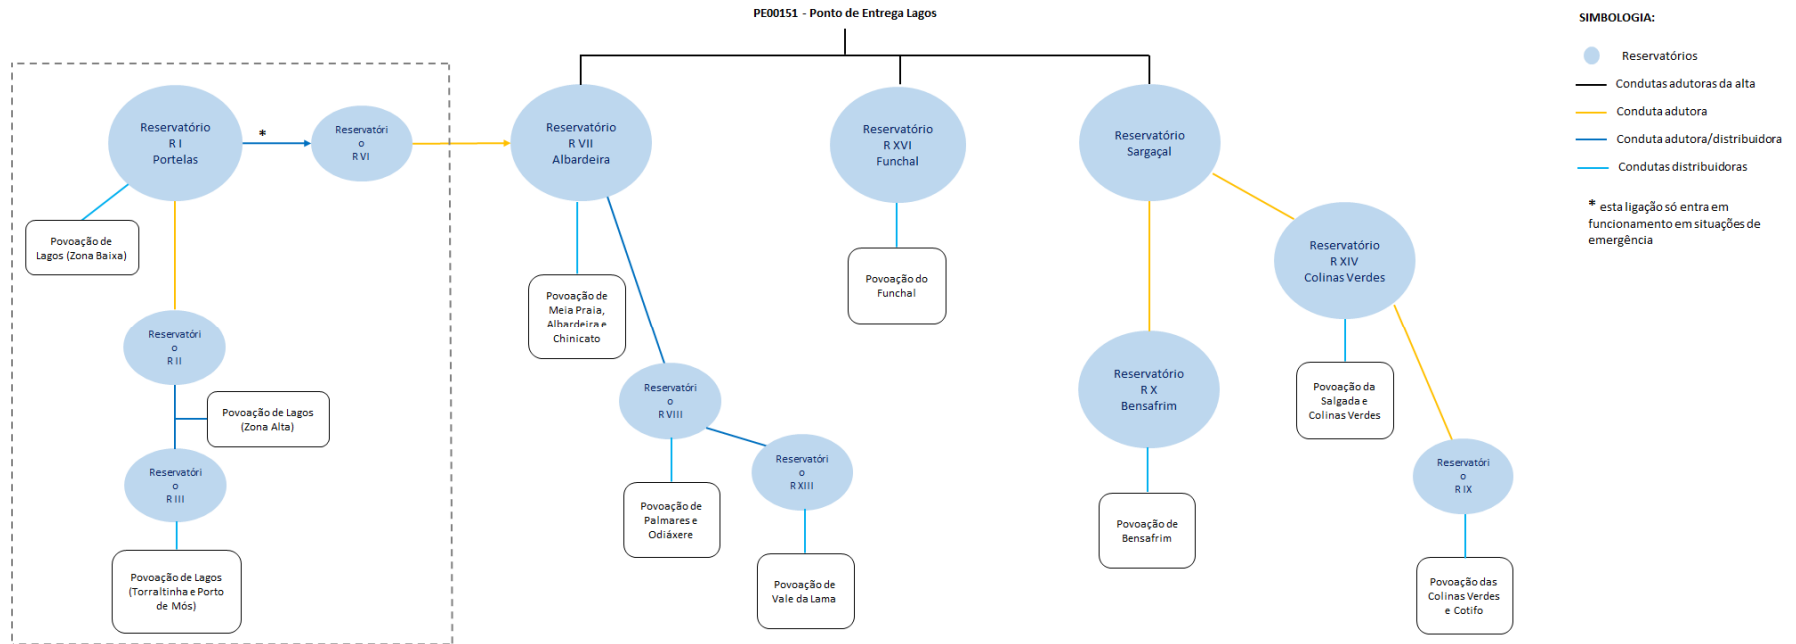 PE00151 - Ponto de Entrega Lagos
SIMBOLOGIA:
Reservatórios
Condutas adutoras da alta
Conduta adutora
Conduta adutora/distribuidora
Condutas distribuidoras
* esta ligação só entra em
funcionamento em situações de
emergência
Reservatório
R I
Portelas
*
Reservatóri
o
R VI
Reservatório
R VII
Albardeira
Reservatório
R XVI
Funchal
Reservatório
Sargaçal
Reservatório
R XIV
Colinas Verdes
Povoação de
Lagos (Zona Baixa)
Povoação de
Meia Praia,
Albardeira e
Chinicato
Povoação do
Funchal
Reservatóri
o
R II
Reservatóri
o
R VIII
Reservatório
R X
Bensafrim
Povoação da
Salgada e
Colinas Verdes
Povoação de Lagos
(Zona Alta)
Reservatóri
o
R III
Reservatóri
o
R XIII
Reservatóri
o
R IX
Povoação de
Palmares e
Odiáxere
Povoação de
Bensafrim
Povoação de Lagos
(Torraltinha e Porto
de Mós)
Povoação de
Vale da Lama
Povoação das
Colinas Verdes
e Cotifo